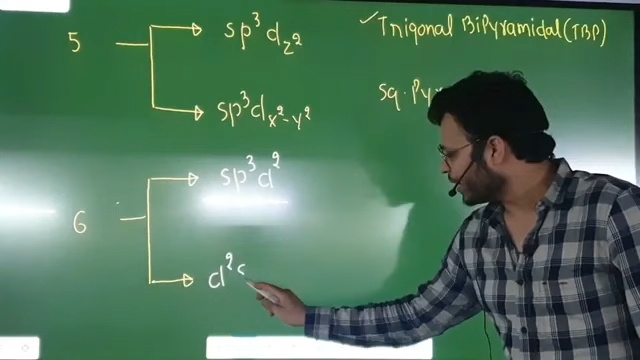 5 sp³d_z² ✓Trigonal BiPyramidal (TBP)
sp³d_x²-y² Sq. Py
6 sp³d²
d²s